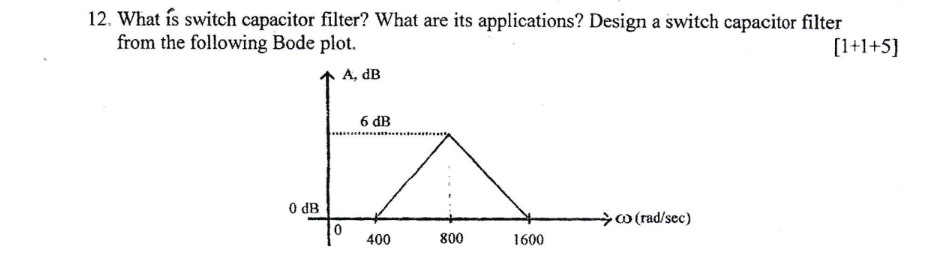 12. What is switch capacitor filter? What are its applications? Design a switch capacitor filter
from the following Bode plot.
[1+1+5]
A, dB
6 dB
0 dB
ω (rad/sec)
0
400
800
1600